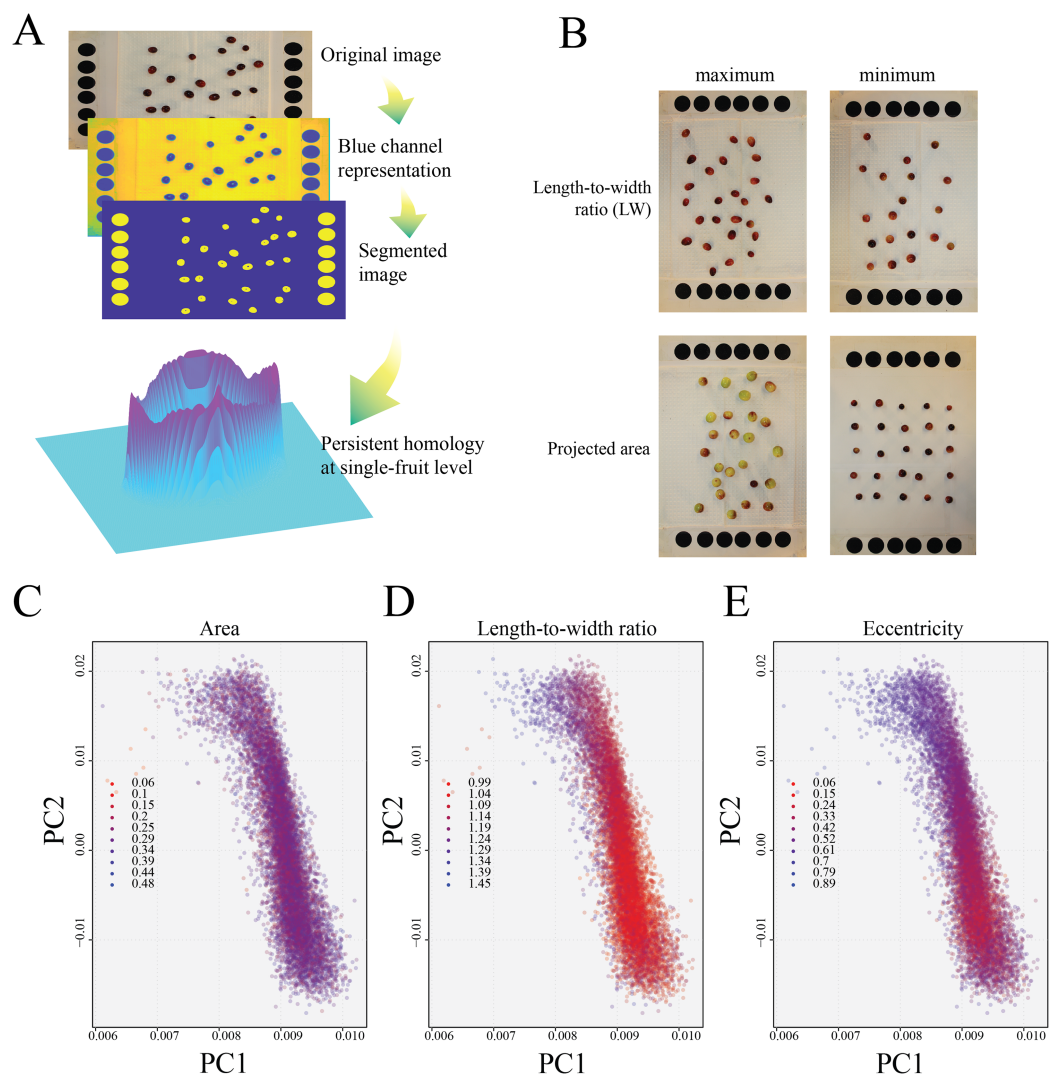 A
Original image
Blue channel
representation
Segmented
image
Persistent homology
at single-fruit level
B
maximum
minimum
Length-to-width
ratio (LW)
Projected area
C
Area
PC2
0.02
0.01
0.00
−0.01
0.06
0.1
0.15
0.2
0.25
0.29
0.34
0.39
0.44
0.48
0.006
0.007
0.008
0.009
0.010
PC1
D
Length-to-width ratio
PC2
0.02
0.01
0.00
−0.01
0.99
1.04
1.09
1.14
1.19
1.24
1.29
1.34
1.39
1.45
0.006
0.007
0.008
0.009
0.010
PC1
E
Eccentricity
PC2
0.02
0.01
0.00
−0.01
0.06
0.15
0.24
0.33
0.42
0.52
0.61
0.7
0.79
0.89
0.006
0.007
0.008
0.009
0.010
PC1